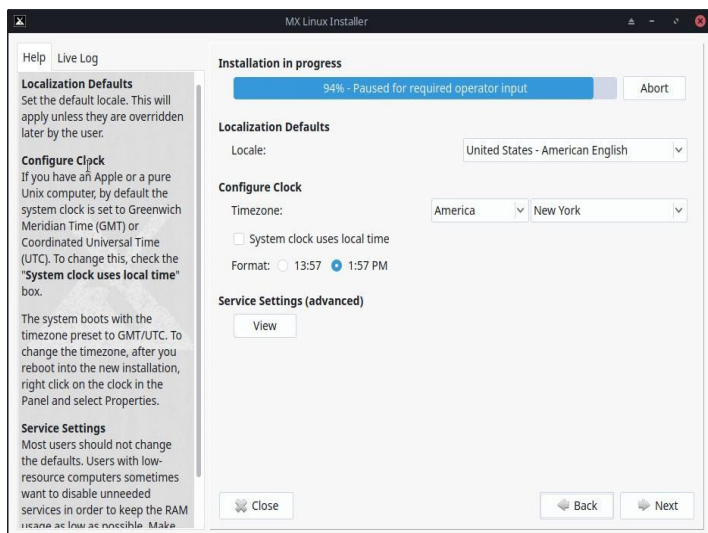 MX Linux Installer
Help
Live Log
Localization Defaults
Set the default locale. This will
apply unless they are overridden
later by the user.
Configure Clock
If you have an Apple or a pure
Unix computer, by default the
system clock is set to Greenwich
Meridian Time (GMT) or
Coordinated Universal Time
(UTC). To change this, check the
"System clock uses local time"
box.
The system boots with the
timezone preset to GMT/UTC. To
change the timezone, after you
reboot into the new installation,
right click on the clock in the
Panel and select Properties.
Service Settings
Most users should not change
the defaults. Users with low-
resource computers sometimes
want to disable unneeded
services in order to keep the RAM
usage as low as possible. Make
Installation in progress
94% - Paused for required operator input
Abort
Localization Defaults
Locale: United States - American English
Configure Clock
Timezone: America New York
System clock uses local time
Format: 13:57 1:57 PM
Service Settings (advanced)
View
Close
Back
Next